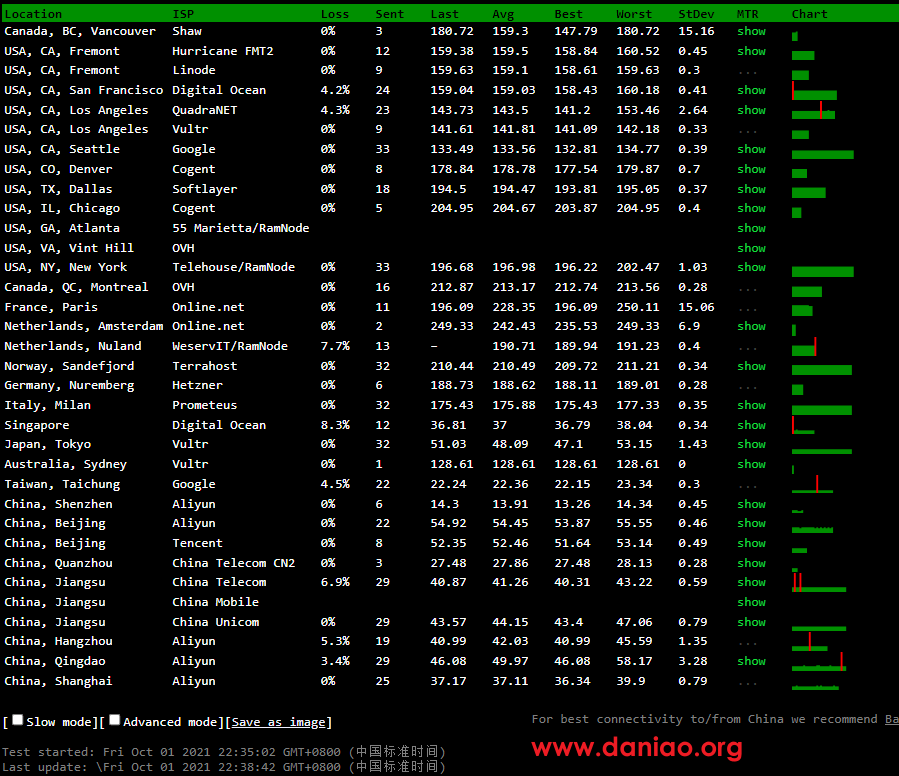 Location ISP Loss Sent Last Avg Best Worst StDev MTR Chart
Canada, BC, Vancouver Shaw 0% 3 180.72 159.3 147.79 180.72 15.16 show
USA, CA, Fremont Hurricane FMT2 0% 12 159.38 159.5 158.84 160.52 0.45 show
USA, CA, Fremont Linode 0% 9 159.63 159.1 158.61 159.63 0.3 ...
USA, CA, San Francisco Digital Ocean 4.2% 24 159.04 159.03 158.43 160.18 0.41 show
USA, CA, Los Angeles QuadraNET 4.3% 23 143.73 143.5 141.2 153.46 2.64 show
USA, CA, Los Angeles Vultr 0% 9 141.61 141.81 141.09 142.18 0.33 ...
USA, CA, Seattle Google 0% 33 133.49 133.56 132.81 134.77 0.39 show
USA, CO, Denver Cogent 0% 8 178.84 178.78 177.54 179.87 0.7 show
USA, TX, Dallas Softlayer 0% 18 194.5 194.47 193.81 195.05 0.37 show
USA, IL, Chicago Cogent 0% 5 204.95 204.67 203.87 204.95 0.4 show
USA, GA, Atlanta 55 Marietta/RamNode show
USA, VA, Vint Hill OVH show
USA, NY, New York Telehouse/RamNode 0% 33 196.68 196.98 196.22 202.47 1.03 show
Canada, QC, Montreal OVH 0% 16 212.87 213.17 212.74 213.56 0.28 ...
France, Paris Online.net 0% 11 196.09 228.35 196.09 250.11 15.06 ...
Netherlands, Amsterdam Online.net 0% 2 249.33 242.43 235.53 249.33 6.9 show
Netherlands, Nuland WeservIT/RamNode 7.7% 13 – 190.71 189.94 191.23 0.4 ...
Norway, Sandefjord Terrahost 0% 32 210.44 210.49 209.72 211.21 0.34 show
Germany, Nuremberg Hetzner 0% 6 188.73 188.62 188.11 189.01 0.28 ...
Italy, Milan Prometeus 0% 32 175.43 175.88 175.43 177.33 0.35 show
Singapore Digital Ocean 8.3% 12 36.81 37 36.79 38.04 0.34 show
Japan, Tokyo Vultr 0% 32 51.03 48.09 47.1 53.15 1.43 show
Australia, Sydney Vultr 0% 1 128.61 128.61 128.61 128.61 0 show
Taiwan, Taichung Google 4.5% 22 22.24 22.36 22.15 23.34 0.3 ...
China, Shenzhen Aliyun 0% 6 14.3 13.91 13.26 14.34 0.45 show
China, Beijing Aliyun 0% 22 54.92 54.45 53.87 55.55 0.46 show
China, Beijing Tencent 0% 8 52.35 52.46 51.64 53.14 0.49 show
China, Quanzhou China Telecom CN2 0% 3 27.48 27.86 27.48 28.13 0.28 show
China, Jiangsu China Telecom 6.9% 29 40.87 41.26 40.31 43.22 0.59 show
China, Jiangsu China Mobile show
China, Jiangsu China Unicom 0% 29 43.57 44.15 43.4 47.06 0.79 show
China, Hangzhou Aliyun 5.3% 19 40.99 42.03 40.99 45.59 1.35 ...
China, Qingdao Aliyun 3.4% 29 46.08 49.97 46.08 58.17 3.28 show
China, Shanghai Aliyun 0% 25 37.17 37.11 36.34 39.9 0.79 ...
For best connectivity to/from China we recommend Ba
[ Slow mode][ Advanced mode][Save as image]
www.daniao.org
Test started: Fri Oct 01 2021 22:35:02 GMT+0800 (中国标准时间)
Last update: \Fri Oct 01 2021 22:38:42 GMT+0800 (中国标准时间)